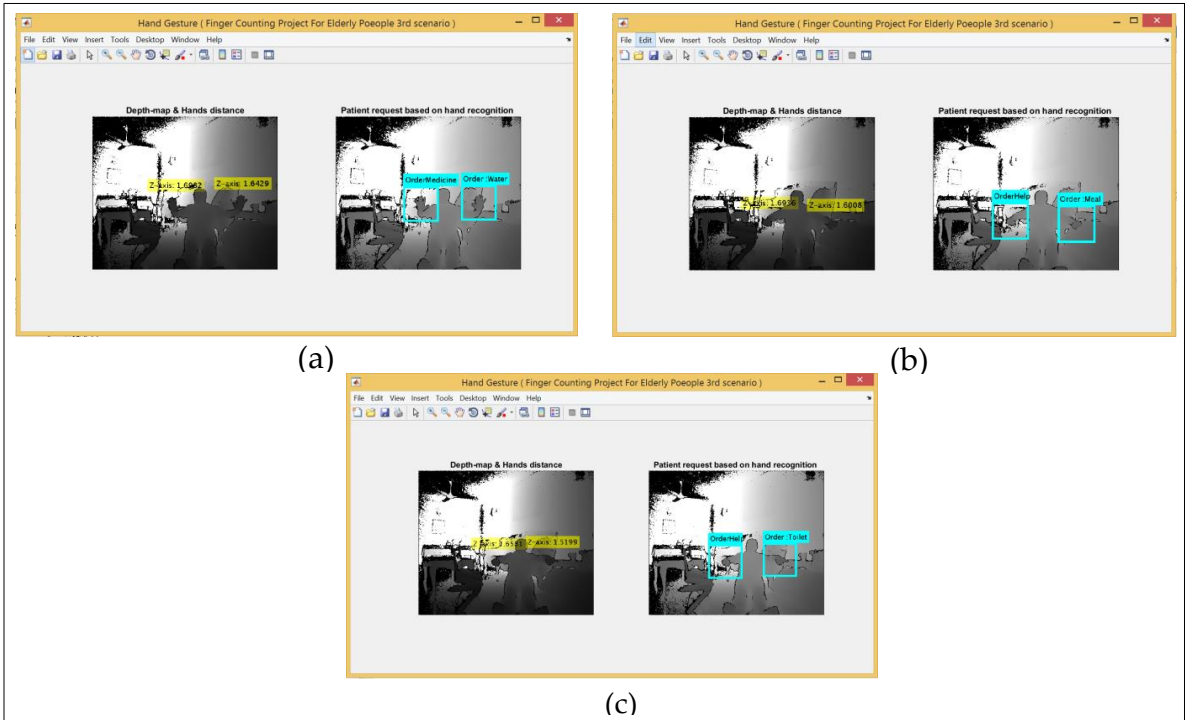 Hand Gesture ( Finger Counting Project For Elderly Poeople 3rd scenario )
File Edit View Insert Tools Desktop Window Help
Depth-map & Hands distance
Patient request based on hand recognition
Z-axis: 1.6429
OrderMedicine
Order :Water
(a)
Hand Gesture ( Finger Counting Project For Elderly Poeople 3rd scenario )
File Edit View Insert Tools Desktop Window Help
Depth-map & Hands distance
Patient request based on hand recognition
Z-axis: 1.6008
OrderHelp
Order :Meal
(b)
Hand Gesture ( Finger Counting Project For Elderly Poeople 3rd scenario )
File Edit View Insert Tools Desktop Window Help
Depth-map & Hands distance
Patient request based on hand recognition
Z-axis: 1.5199
OrderHelp
Order :Toilet
(c)